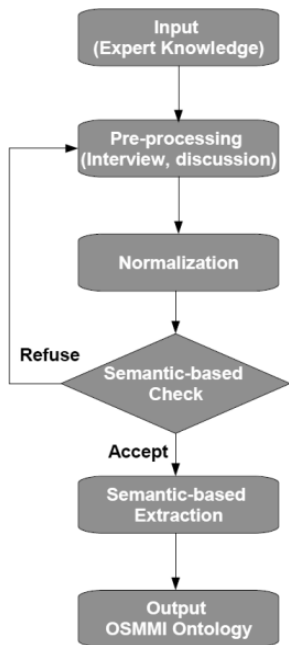 Input
(Expert Knowledge)
Pre-processing
(Interview, discussion)
Normalization
Refuse
Semantic-based
Check
Accept
Semantic-based
Extraction
Output
OSMMI Ontology